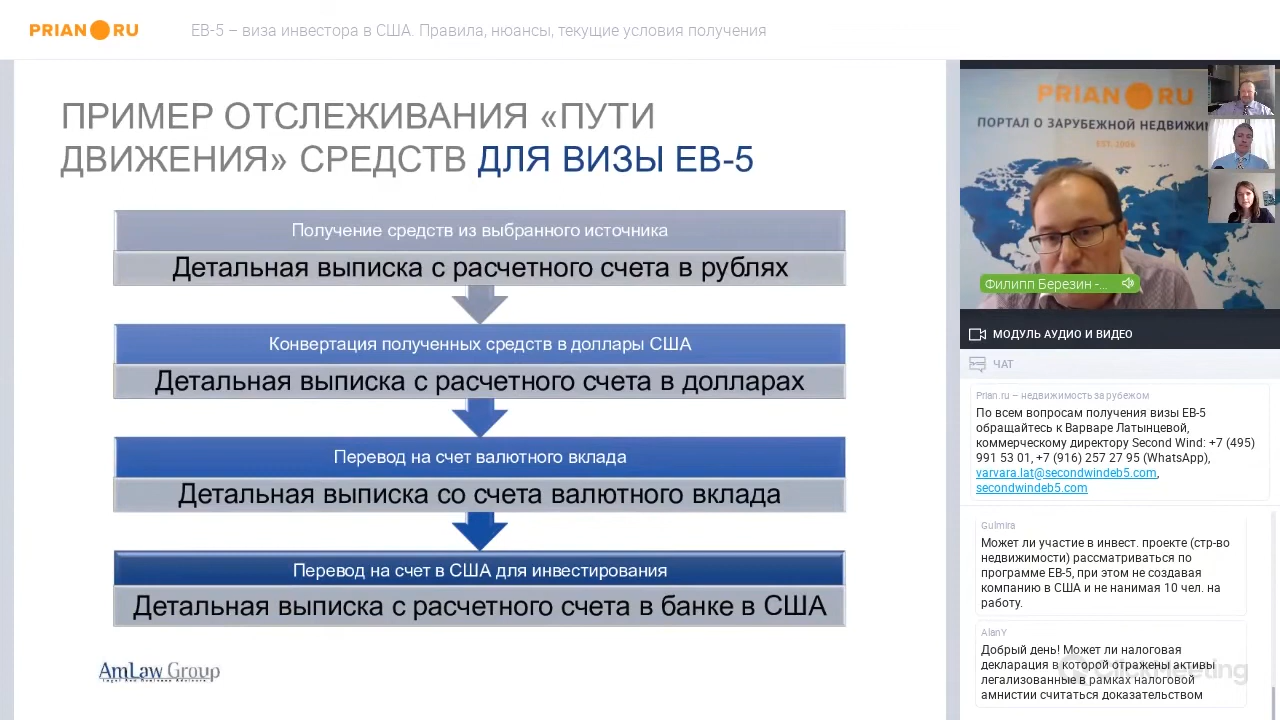 PRIAN RU
EB-5 – виза инвестора в США. Правила, нюансы, текущие условия получения
ПРИМЕР ОТСЛЕЖИВАНИЯ «ПУТИ
ДВИЖЕНИЯ» СРЕДСТВ ДЛЯ ВИЗЫ EB-5
Получение средств из выбранного источника
Детальная выписка с расчетного счета в рублях
Конвертация полученных средств в доллары США
Детальная выписка с расчетного счета в долларах
Перевод на счет валютного вклада
Детальная выписка со счета валютного вклада
Перевод на счет в США для инвестирования
Детальная выписка с расчетного счета в банке в США
AmLaw Group
PRIAN RU
ПОРТАЛ О ЗАРУБЕЖНОЙ НЕДВИЖИМ
EST. 2006
Филипп Березин -...
МОДУЛЬ АУДИО И ВИДЕО
ЧАТ
Prian.ru – недвижимость за рубежом
По всем вопросам получения визы EB-5
обращайтесь к Варваре Латынцевой,
коммерческому директору Second Wind: +7 (495)
991 53 01, +7 (916) 257 27 95 (WhatsApp),
varvara.lat@secondwindeb5.com,
secondwindeb5.com
Gulmira
Может ли участие в инвест. проекте (стр-во
недвижимости) рассматриваться по
программе EB-5, при этом не создавая
компанию в США и не нанимая 10 чел. на
работу.
AlanY
Добрый день! Может ли налоговая
декларация в которой отражены активы
легализованные в рамках налоговой
амнистии считаться доказательством
ClickMeeting